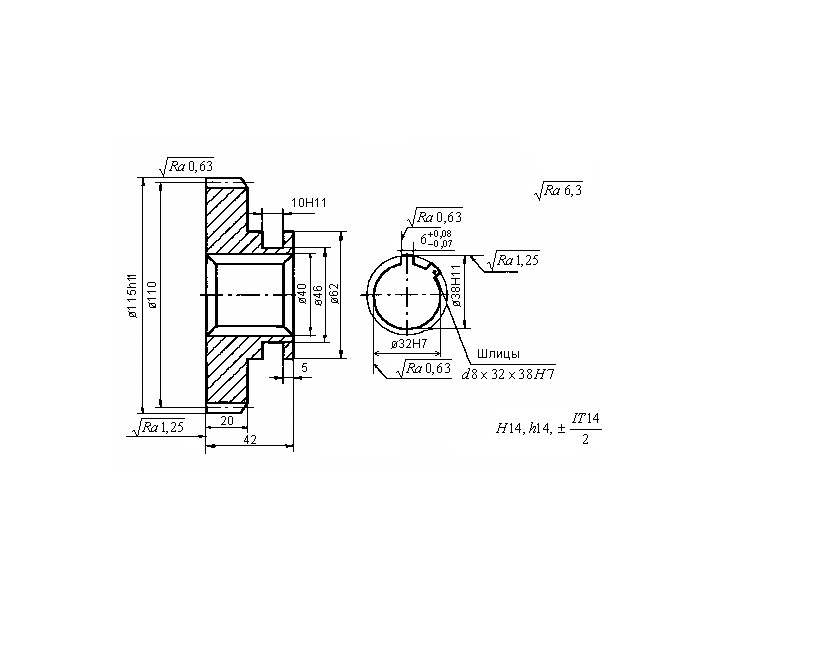 √Ra 0,63
10H11
√Ra 6,3
√Ra 0,63
6 +0,08 −0,07
√Ra 1,25
ø115h11
ø110
ø40
ø46
ø62
ø38H11
ø32H7
Шлицы
d 8 × 32 × 38H7
√Ra 0,63
5
20
√Ra 1,25
42
H14, h14, ± IT14/2